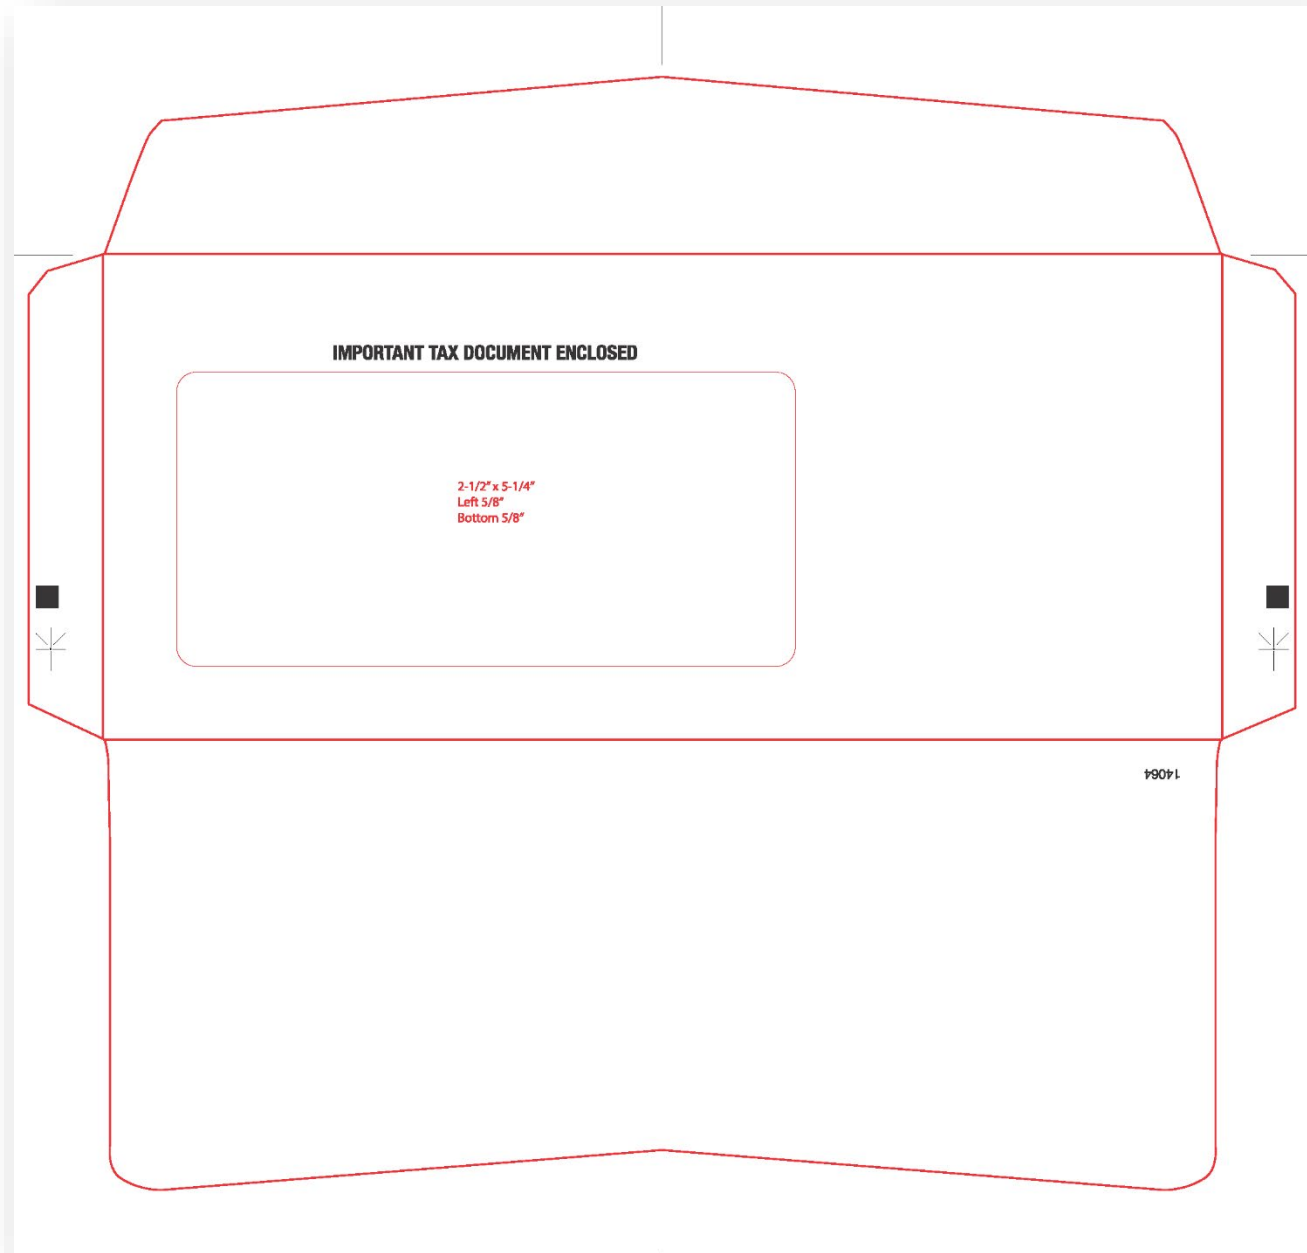 IMPORTANT TAX DOCUMENT ENCLOSED
2-1/2" x 5-1/4"
Left 5/8"
Bottom 5/8"
14064